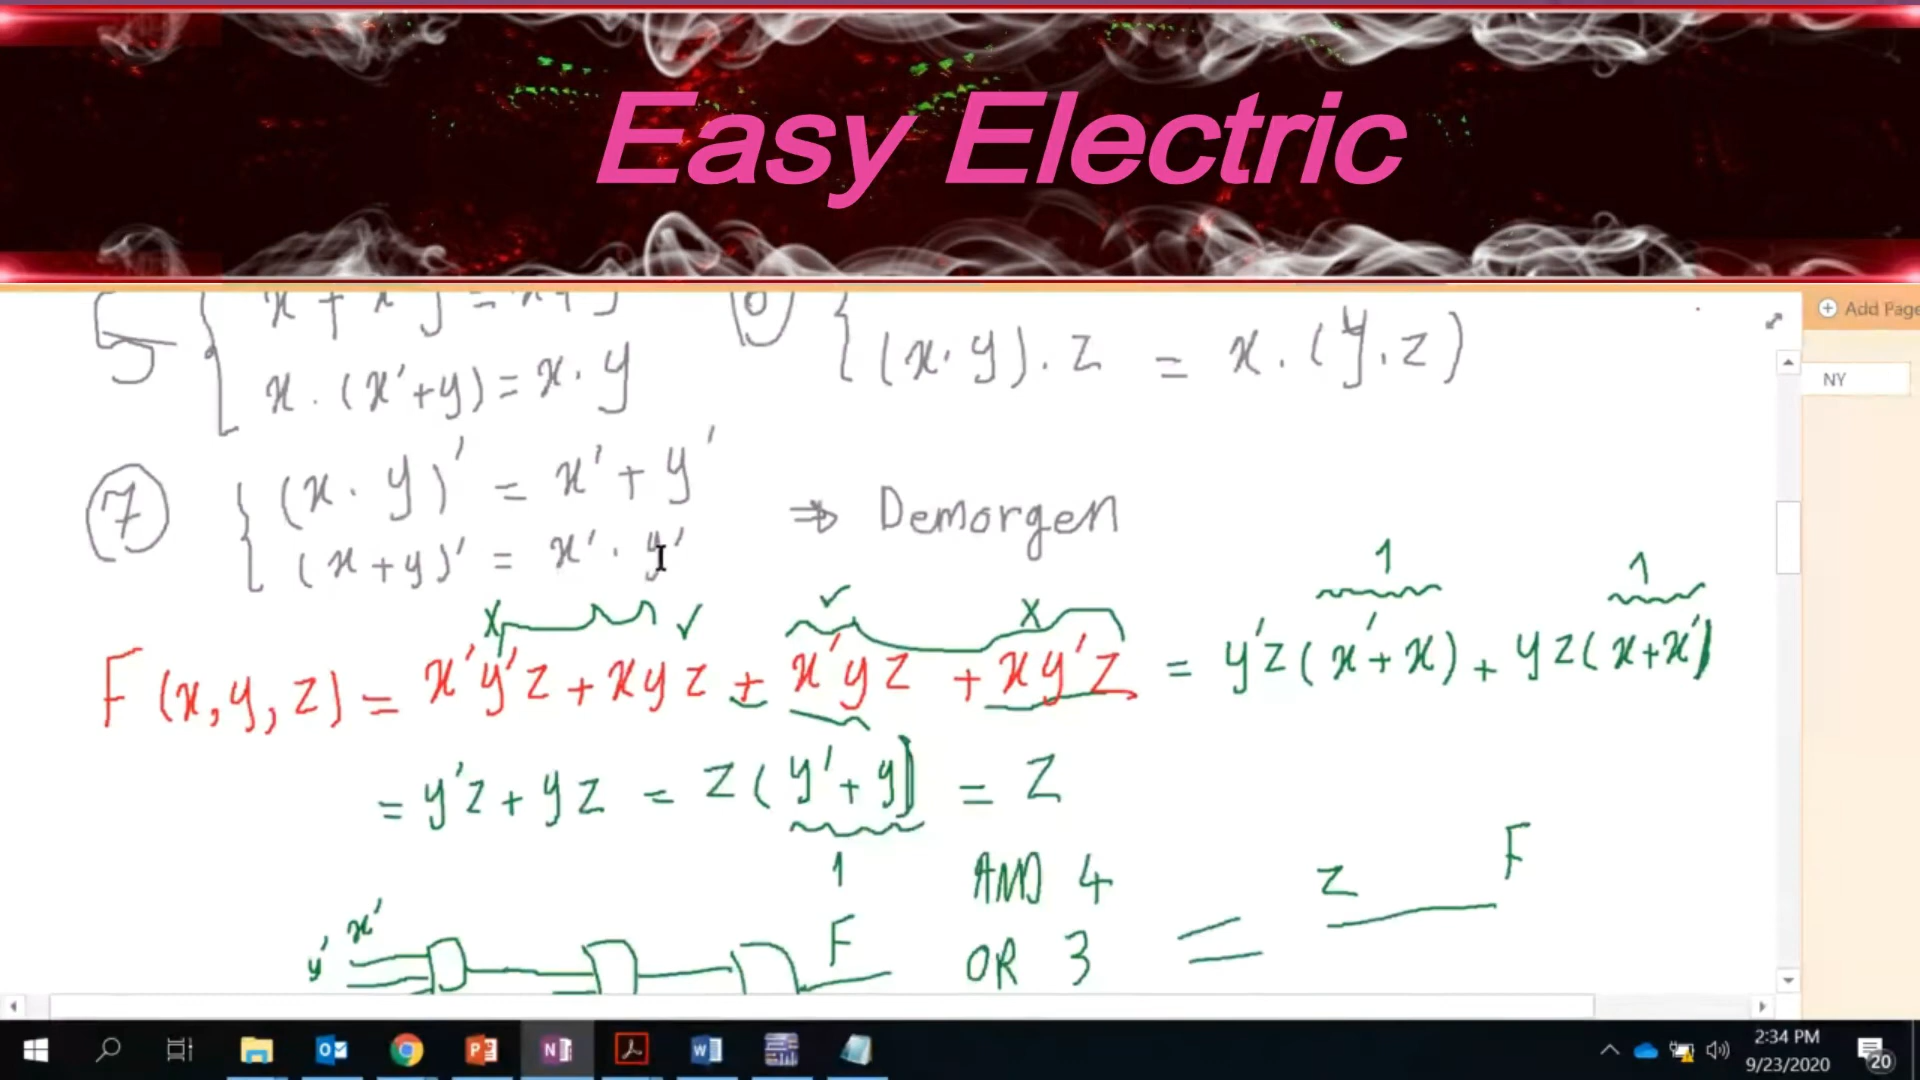 Easy Electric
Add Page
NY
5
x . (x'+y) = x . y
(x.y).z = x.(y.z)
7
(x . y)' = x' + y'
(x+y)' = x' . y'
⇒ Demorgen
x ✓ ✓ x 1 1
F(x,y,z) = x'y'z + xyz + x'yz + xy'z = y'z(x'+x) + yz(x+x')
= y'z + yz = z(y'+y) = z
1
AND 4
OR 3
=
z F
x'
y'
F
2:34 PM
9/23/2020
20